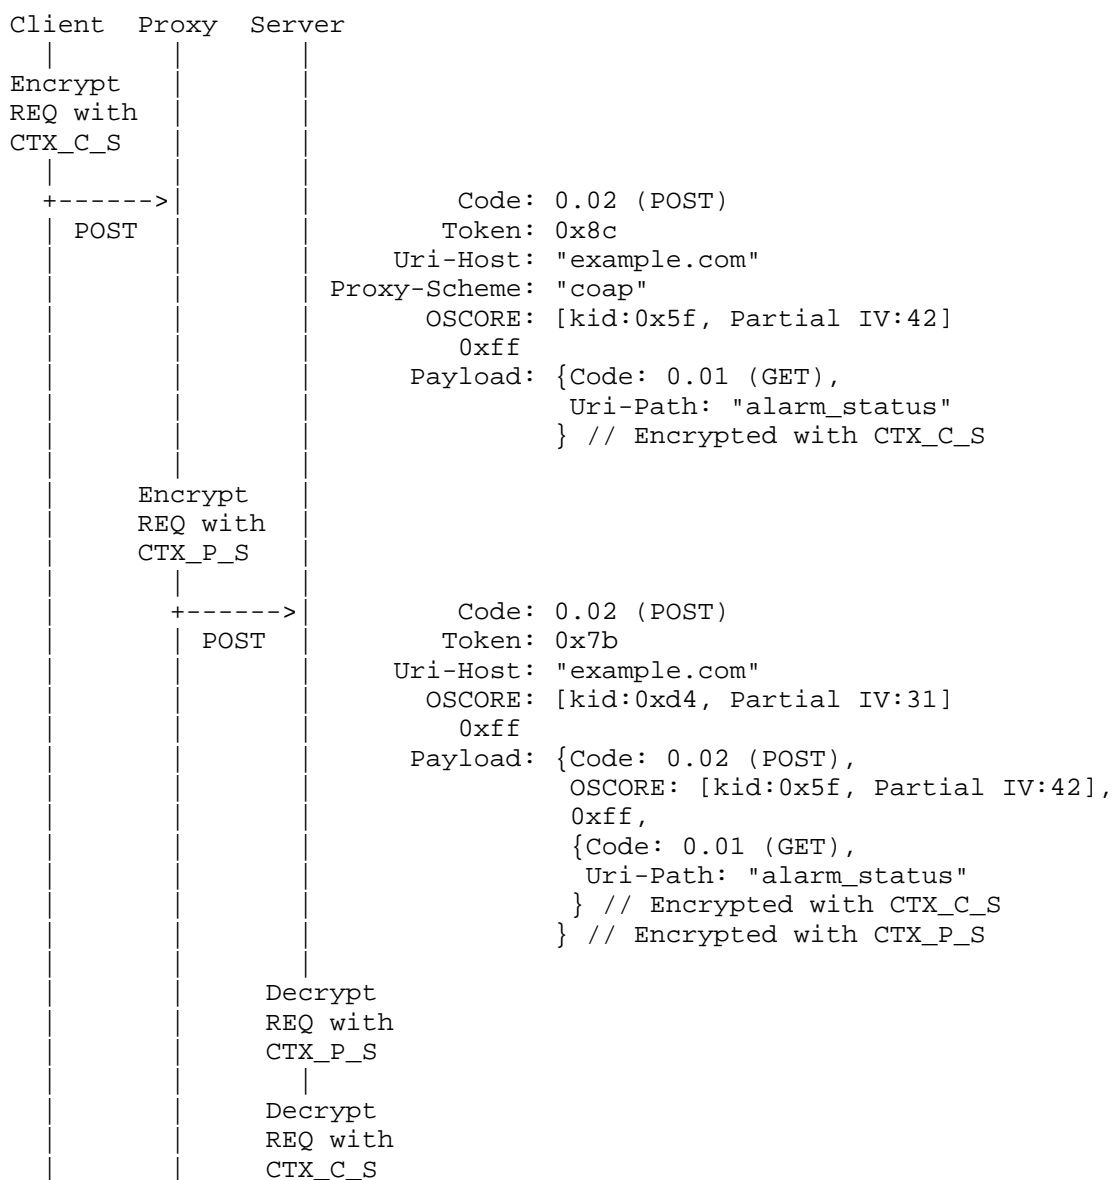 Client  Proxy  Server
  |       |       |
Encrypt   |       |
REQ with  |       |
CTX_C_S   |       |
  |       |       |
  +------>|       |         Code: 0.02 (POST)
  | POST  |       |        Token: 0x8c
  |       |       |     Uri-Host: "example.com"
  |       |       | Proxy-Scheme: "coap"
  |       |       |       OSCORE: [kid:0x5f, Partial IV:42]
  |       |       |         0xff
  |       |       |      Payload: {Code: 0.01 (GET),
  |       |       |                Uri-Path: "alarm_status"
  |       |       |               } // Encrypted with CTX_C_S
  |       |       |
  |     Encrypt   |
  |     REQ with  |
  |     CTX_P_S   |
  |       |       |
  |       +------>|         Code: 0.02 (POST)
  |       | POST  |        Token: 0x7b
  |       |       |     Uri-Host: "example.com"
  |       |       |       OSCORE: [kid:0xd4, Partial IV:31]
  |       |       |         0xff
  |       |       |      Payload: {Code: 0.02 (POST),
  |       |       |                OSCORE: [kid:0x5f, Partial IV:42],
  |       |       |                0xff,
  |       |       |                {Code: 0.01 (GET),
  |       |       |                 Uri-Path: "alarm_status"
  |       |       |                } // Encrypted with CTX_C_S
  |       |       |               } // Encrypted with CTX_P_S
  |       |       |
  |       |     Decrypt
  |       |     REQ with
  |       |     CTX_P_S
  |       |       |
  |       |     Decrypt
  |       |     REQ with
  |       |     CTX_C_S